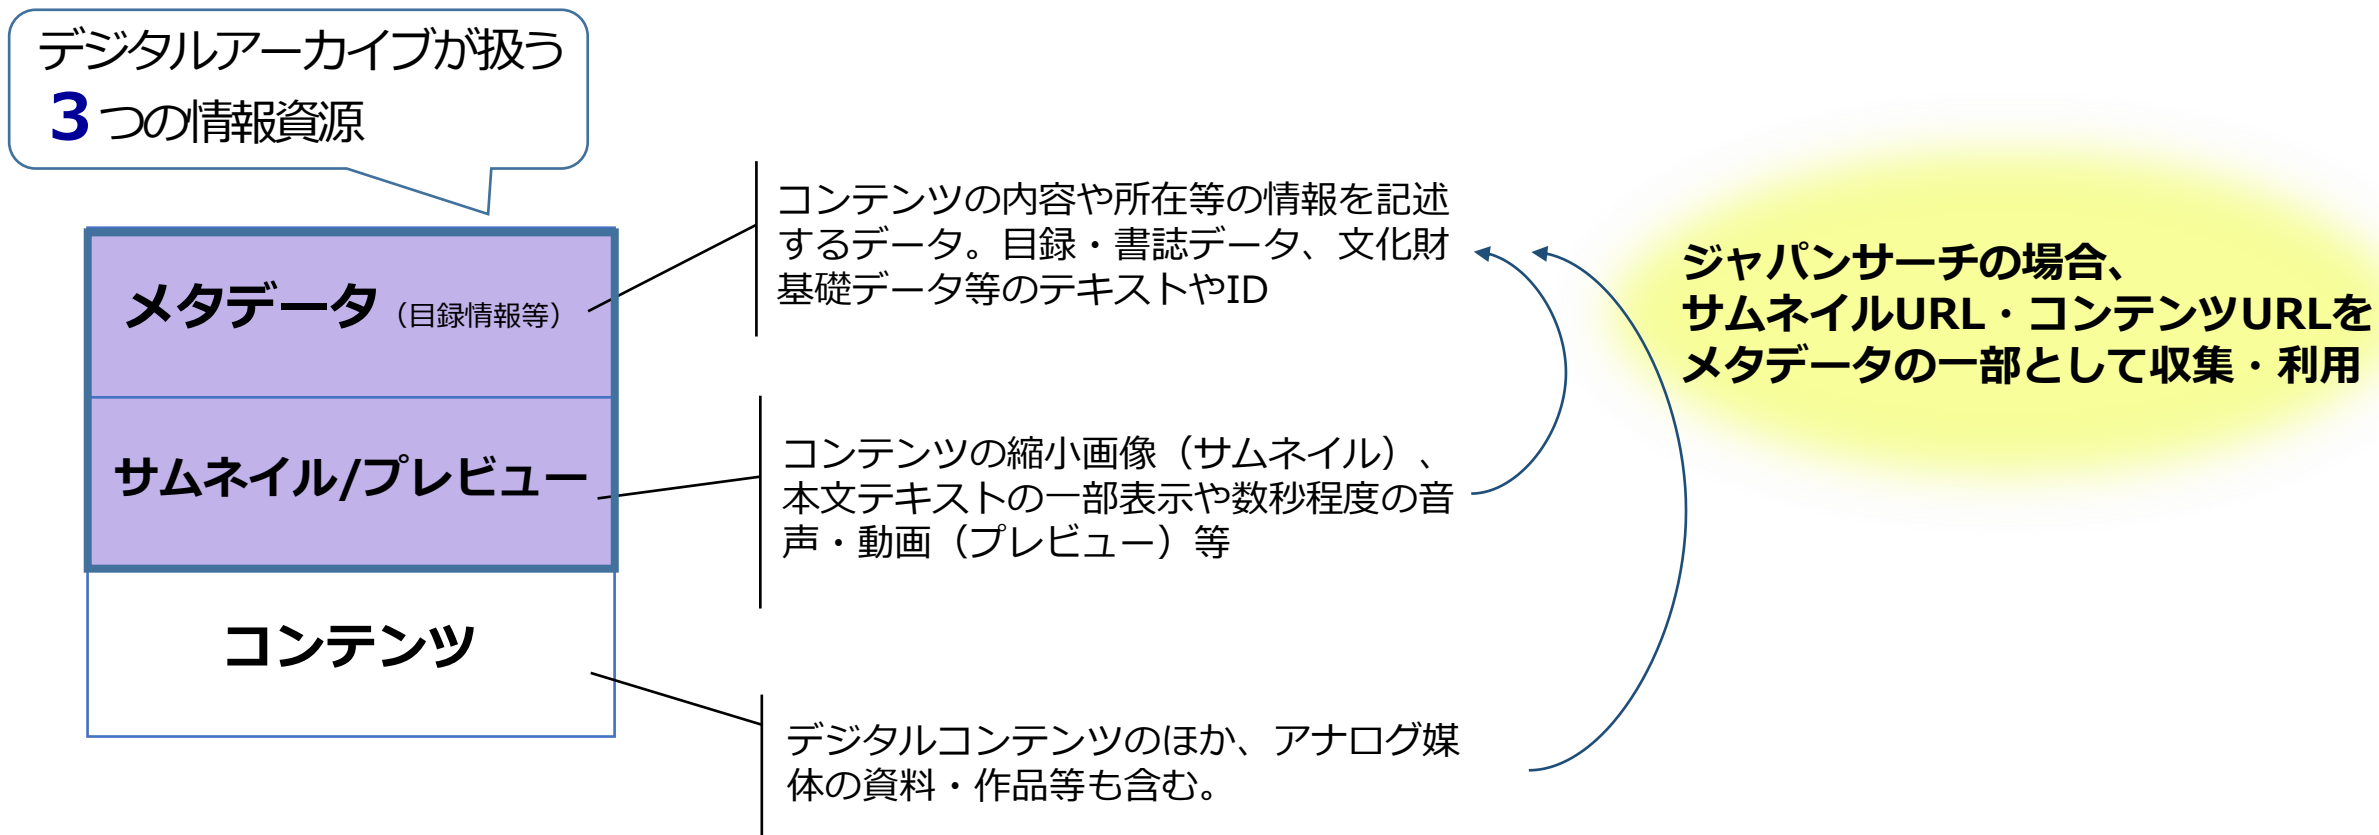 デジタルアーカイブが扱う
3つの情報資源
メタデータ（目録情報等）
コンテンツの内容や所在等の情報を記述
するデータ。目録・書誌データ、文化財
基礎データ等のテキストやID
サムネイル/プレビュー
コンテンツの縮小画像（サムネイル）、
本文テキストの一部表示や数秒程度の音
声・動画（プレビュー）等
コンテンツ
デジタルコンテンツのほか、アナログ媒
体の資料・作品等も含む。
ジャパンサーチの場合、
サムネイルURL・コンテンツURLを
メタデータの一部として収集・利用